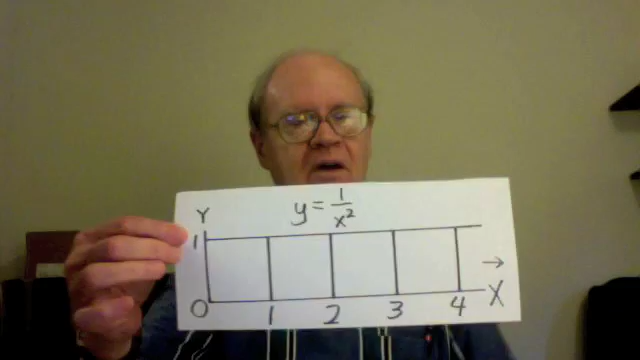 y = 1/x²
Y
1
0 1 2 3 4 → X